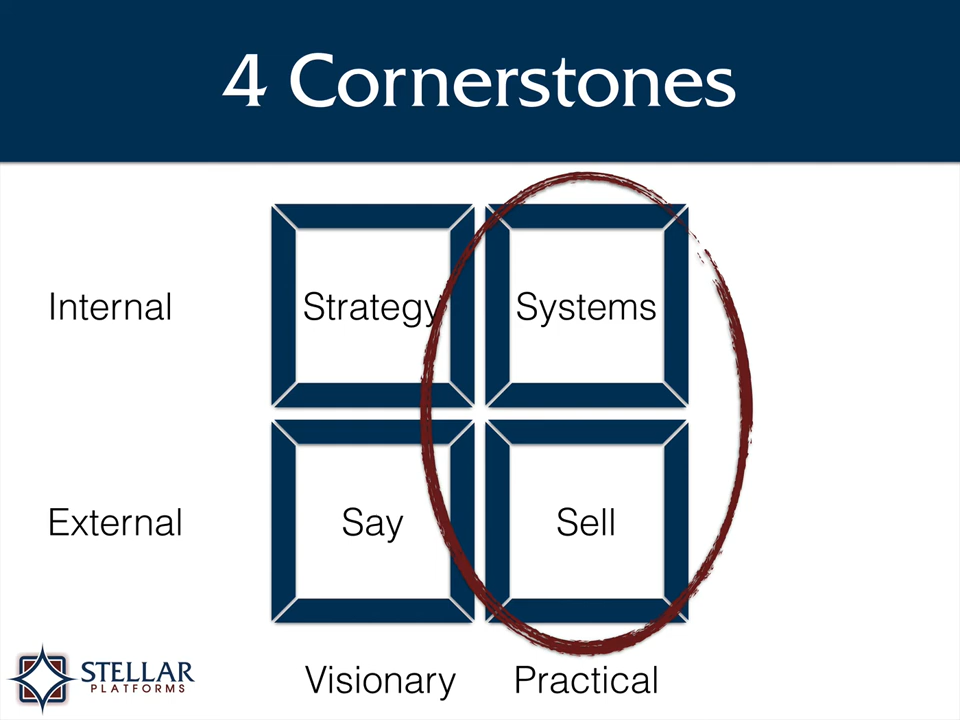 4 Cornerstones
Internal
Strategy
Systems
External
Say
Sell
Visionary
Practical
STELLAR
PLATFORMS